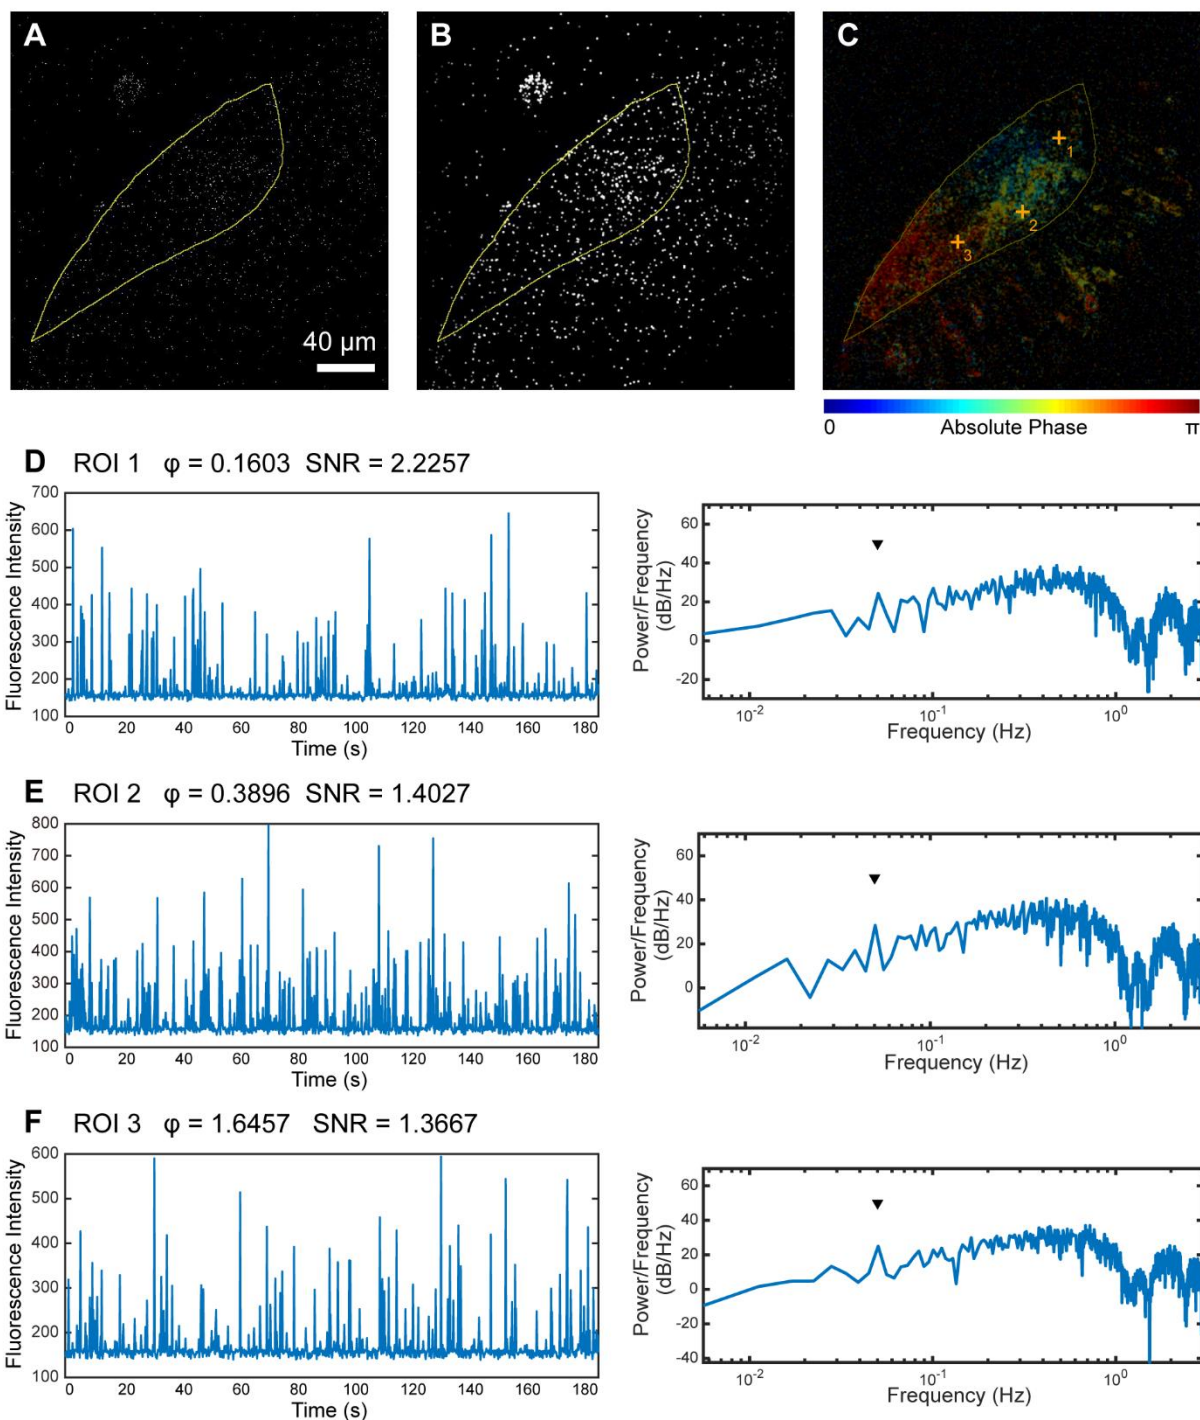 A
B
C
40 µm
1
2
3
0 Absolute Phase π
D ROI 1 φ = 0.1603 SNR = 2.2257
Fluorescence Intensity
700
600
500
400
300
200
100
0 20 40 60 80 100 120 140 160 180
Time (s)
Power/Frequency
(dB/Hz)
60
40
20
0
-20
10-2 10-1 100
Frequency (Hz)
E ROI 2 φ = 0.3896 SNR = 1.4027
Fluorescence Intensity
800
700
600
500
400
300
200
100
0 20 40 60 80 100 120 140 160 180
Time (s)
Power/Frequency
(dB/Hz)
60
40
20
0
10-2 10-1 100
Frequency (Hz)
F ROI 3 φ = 1.6457 SNR = 1.3667
Fluorescence Intensity
600
500
400
300
200
100
0 20 40 60 80 100 120 140 160 180
Time (s)
Power/Frequency
(dB/Hz)
60
40
20
0
-20
-40
10-2 10-1 100
Frequency (Hz)